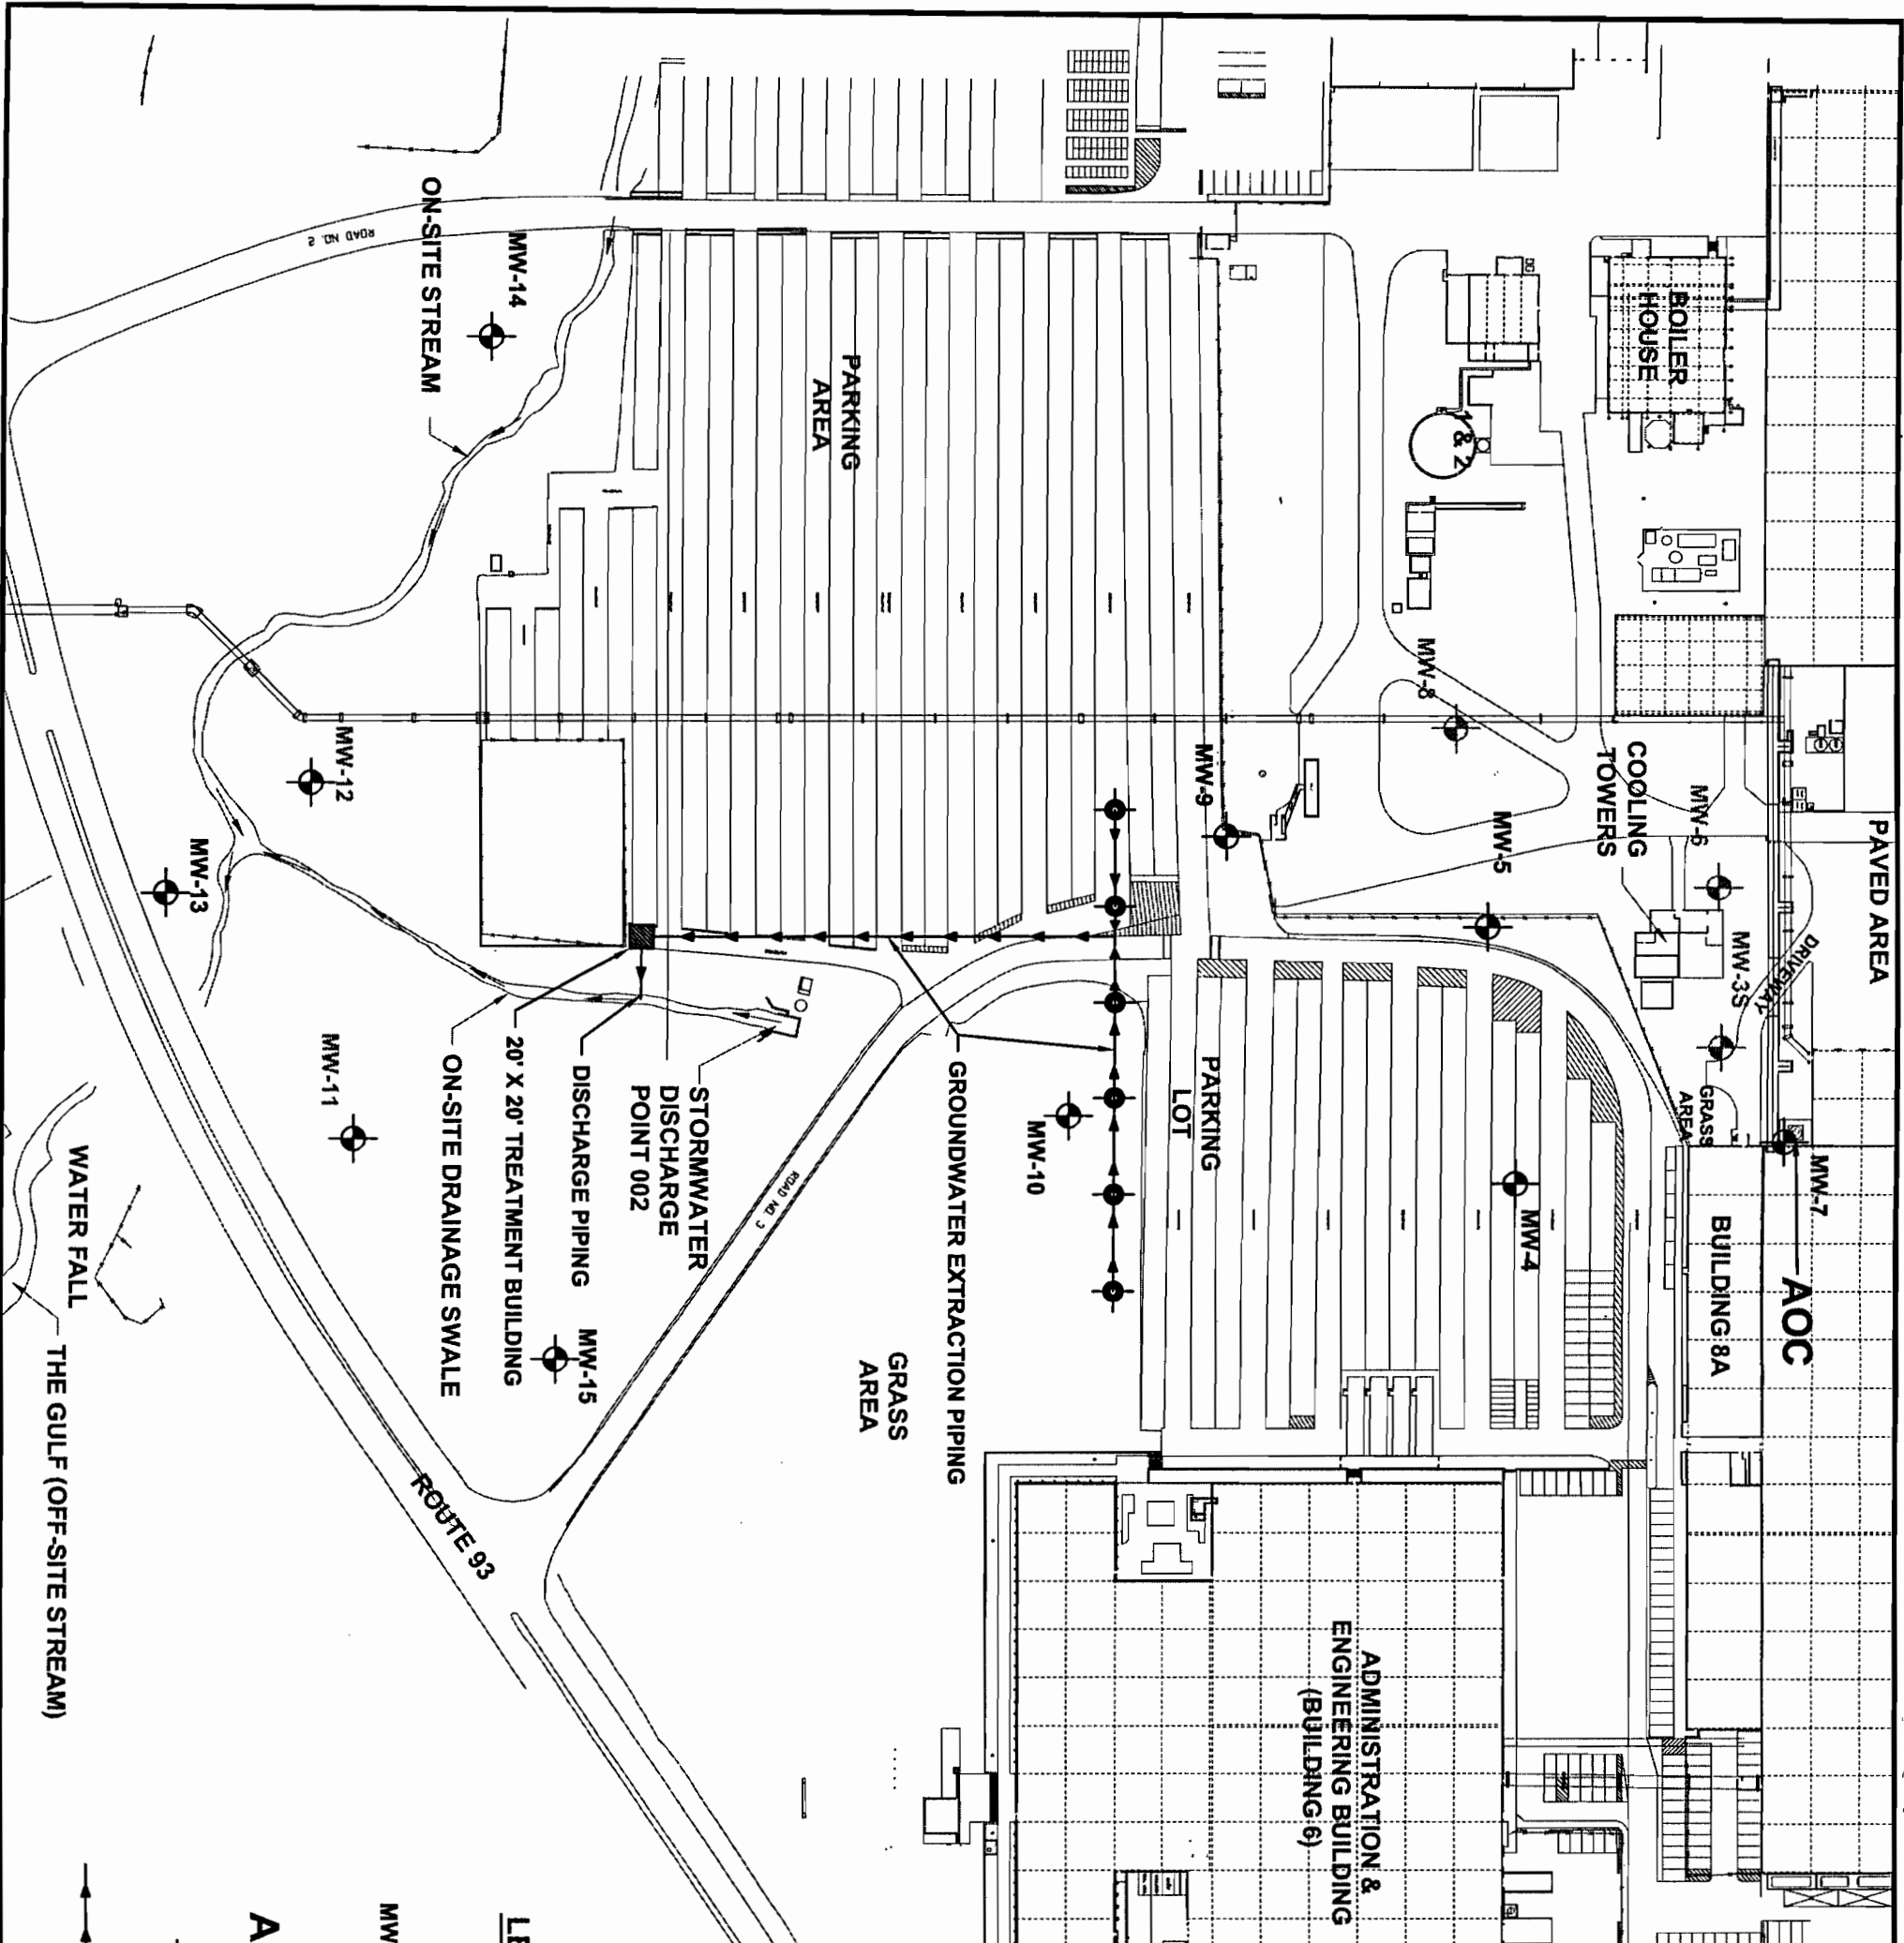 PAVED AREA
MW-7
AOC
BUILDING 8A
DRIVEWAY
GRASS
AREA
MW-3S
MW-6
COOLING
TOWERS
BOILER
HOUSE
MW-5
MW-4
1 & 2
MW-8
MW-9
PARKING
LOT
ADMINISTRATION &
ENGINEERING BUILDING
(BUILDING 6)
MW-10
GROUNDWATER EXTRACTION PIPING
GRASS
AREA
PARKING
AREA
ROAD NO. 3
STORMWATER
DISCHARGE
POINT 002
DISCHARGE PIPING
MW-15
20' X 20' TREATMENT BUILDING
ON-SITE DRAINAGE SWALE
MW-14
ON-SITE STREAM
ROAD NO. 2
MW-12
MW-11
MW-13
ROUTE 93
WATER FALL
THE GULF (OFF-SITE STREAM)
MW
A